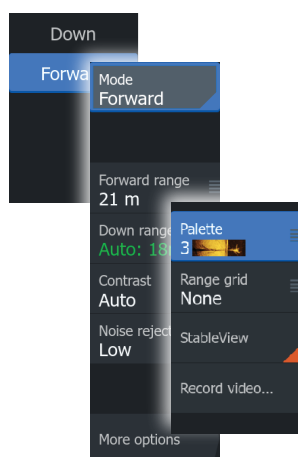 Down
Forwa
Mode
Forward
Forward range
21 m
Down range
Auto: 18
Contrast
Auto
Noise reject
Low
More options
Palette
3
Range grid
None
StableView
Record video...